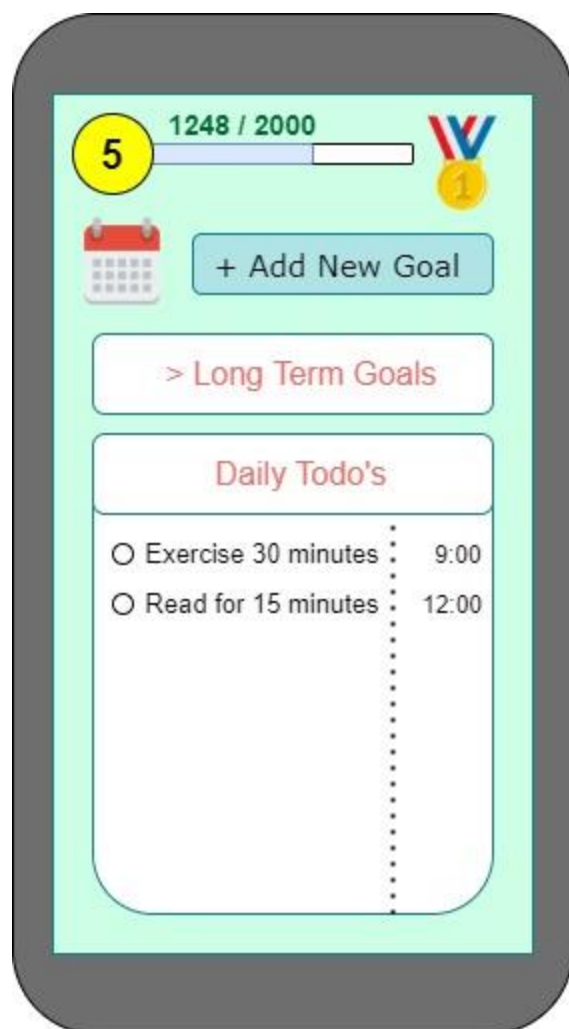 1248 / 2000
5
1
+ Add New Goal
> Long Term Goals
Daily Todo's
Exercise 30 minutes 9:00
Read for 15 minutes 12:00